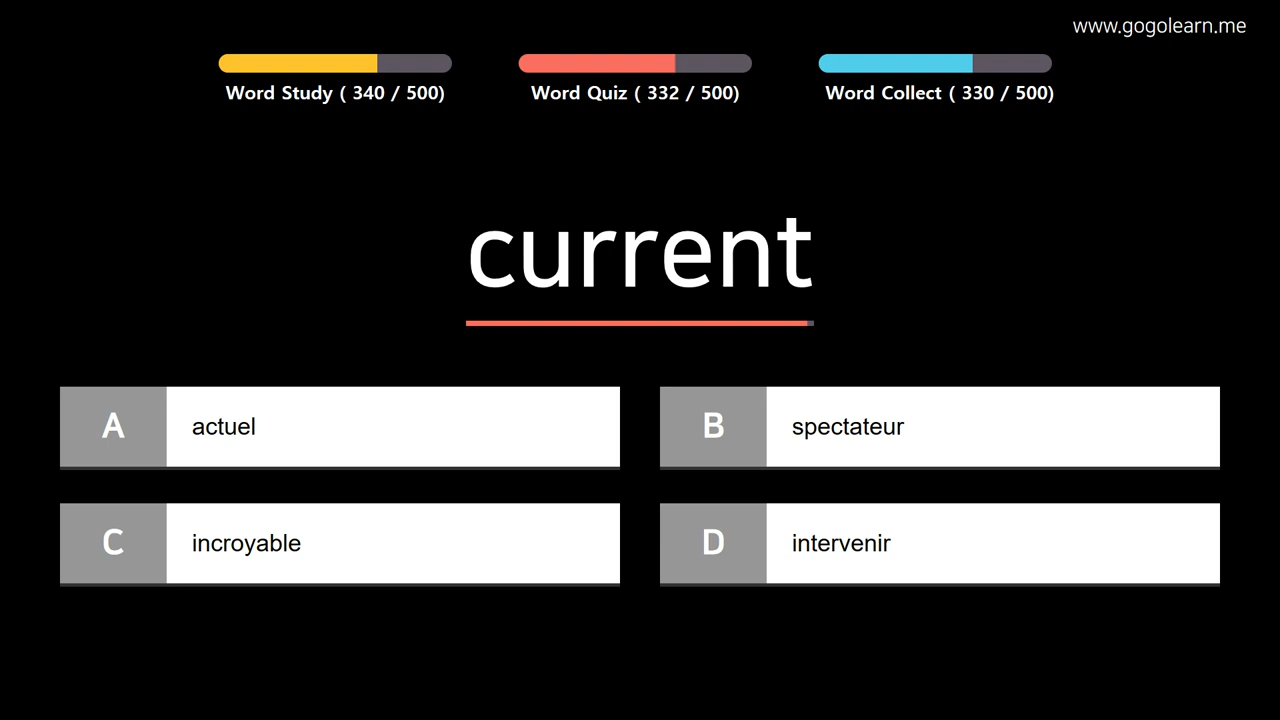 www.gogolearn.me
Word Study ( 340 / 500)
Word Quiz ( 332 / 500)
Word Collect ( 330 / 500)
current
A actuel
B spectateur
C incroyable
D intervenir